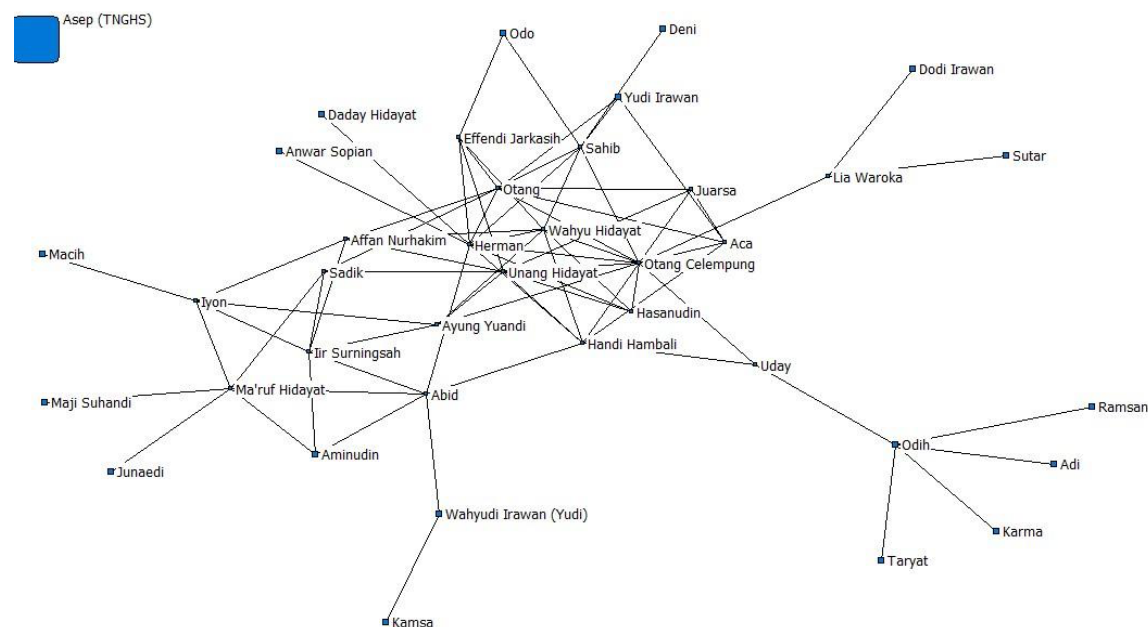 Asep (TNGHS)
Odo
Deni
Dodi Irawan
Yudi Irawan
Daday Hidayat
Effendi Jarkasih
Sahib
Anwar Sopian
Sutar
Lia Waroka
Otang
Juarsa
Wahyu Hidayat
Affan Nurhakim
Herman
Aca
Macih
Otang Celempung
Sadik
Unang Hidayat
Iyon
Hasanudin
Ayung Yuandi
Handi Hambali
Iir Surningsah
Uday
Ma'ruf Hidayat
Abid
Maji Suhandi
Ramsan
Odih
Aminudin
Adi
Junaedi
Wahyudi Irawan (Yudi)
Karma
Taryat
Kamsa